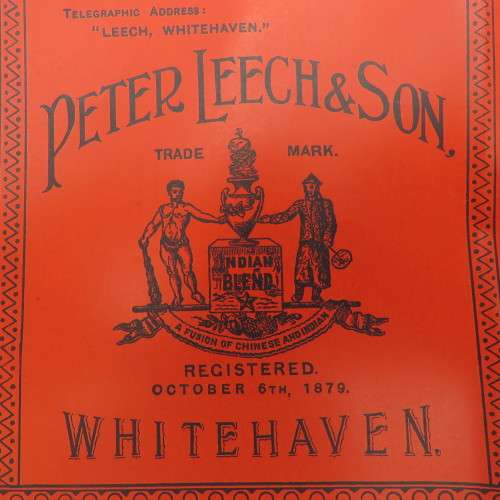 TELEGRAPHIC ADDRESS:
"LEECH, WHITEHAVEN."
PETER LEECH & SON,
TRADE MARK.
INDIAN
BLEND
A FUSION OF CHINESE AND INDIAN
REGISTERED.
OCTOBER 6TH, 1879.
WHITEHAVEN.